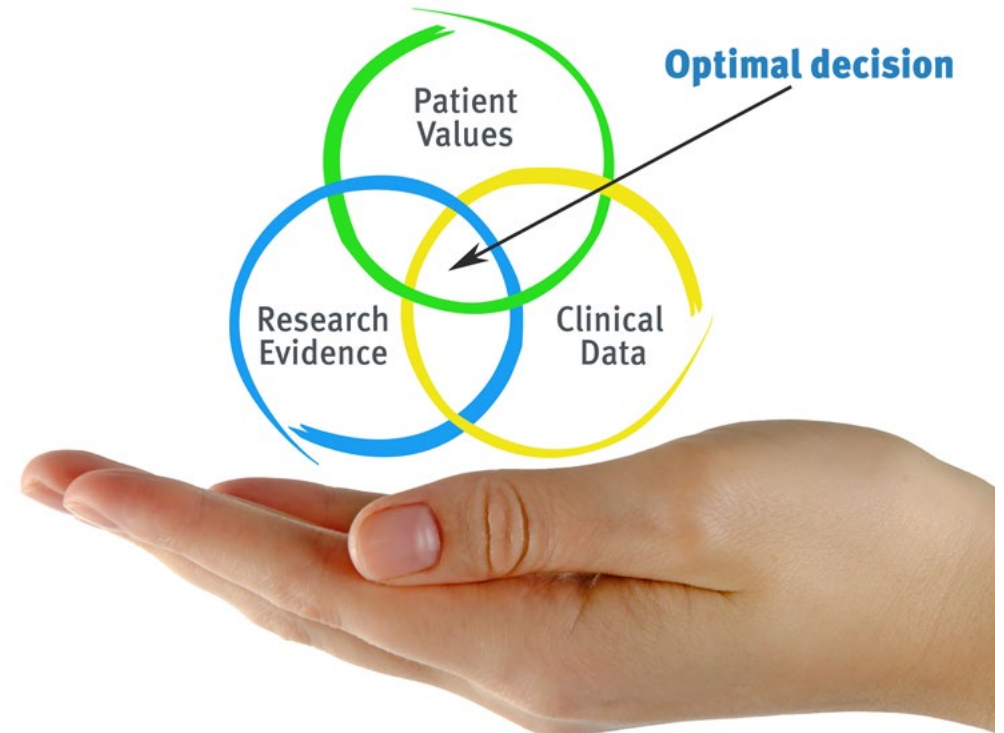 Optimal decision
Patient
Values
Research
Evidence
Clinical
Data